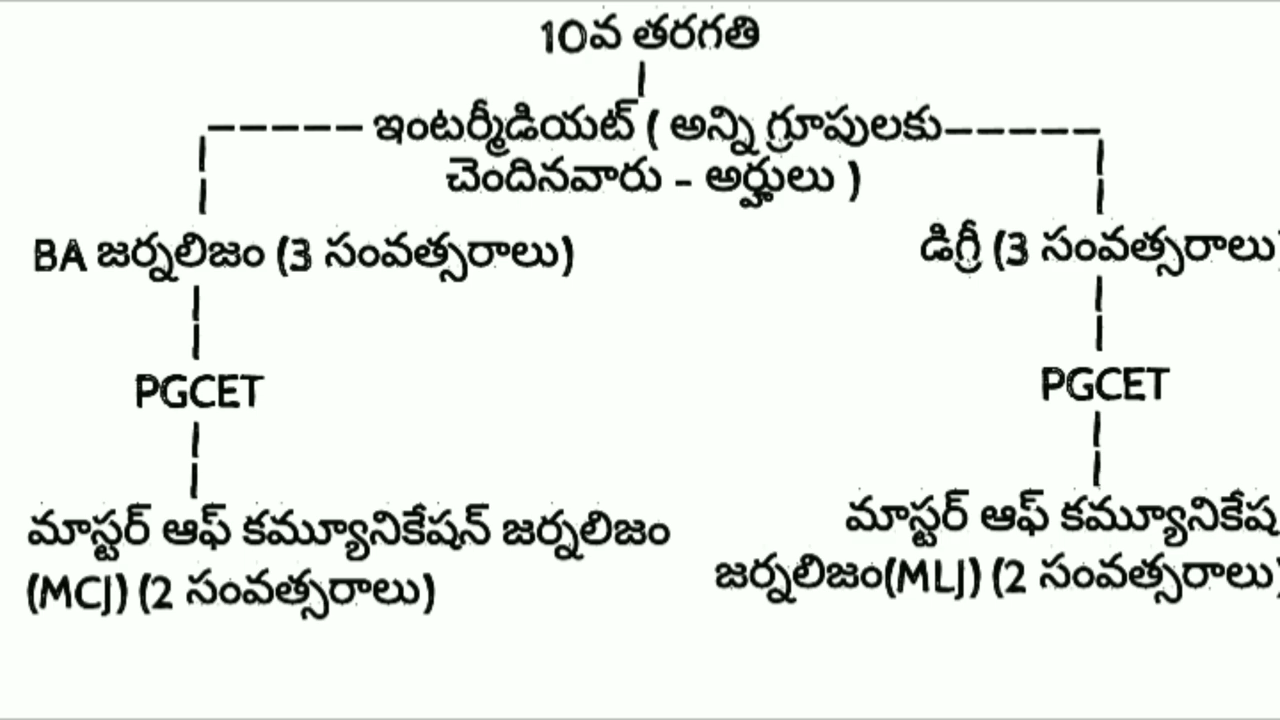 10వ తరగతి
ఇంటర్మీడియట్ ( అన్ని గ్రూపులకు
చెందినవారు - అర్హులు )
BA జర్నలిజం (3 సంవత్సరాలు)
డిగ్రీ (3 సంవత్సరాలు)
PGCET
PGCET
మాస్టర్ ఆఫ్ కమ్యూనికేషన్ జర్నలిజం
(MCJ) (2 సంవత్సరాలు)
మాస్టర్ ఆఫ్ కమ్యూనికేష
జర్నలిజం(MLJ) (2 సంవత్సరాలు)